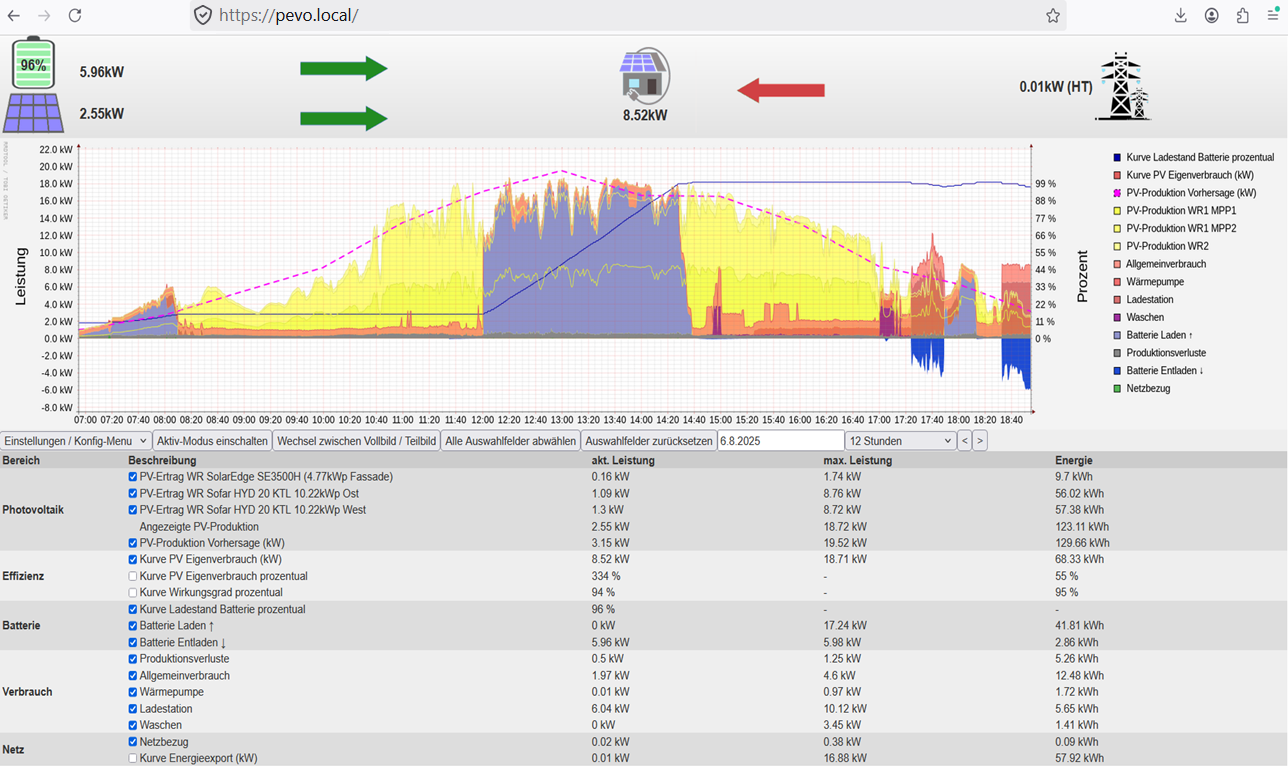 https://pevo.local/
96%
5.96kW
2.55kW
8.52kW
0.01kW (HT)
RRDTOOL / TOBI OETIKER
Leistung
22.0 kW
20.0 kW
18.0 kW
16.0 kW
14.0 kW
12.0 kW
10.0 kW
8.0 kW
6.0 kW
4.0 kW
2.0 kW
0.0 kW
-2.0 kW
-4.0 kW
-6.0 kW
-8.0 kW
07:00 07:20 07:40 08:00 08:20 08:40 09:00 09:20 09:40 10:00 10:20 10:40 11:00 11:20 11:40 12:00 12:20 12:40 13:00 13:20 13:40 14:00 14:20 14:40 15:00 15:20 15:40 16:00 16:20 16:40 17:00 17:20 17:40 18:00 18:20 18:40
99 %
88 %
77 %
66 %
55 %
44 %
33 %
22 %
11 %
0 %
Prozent
Kurve Ladestand Batterie prozentual
Kurve PV Eigenverbrauch (kW)
PV-Produktion Vorhersage (kW)
PV-Produktion WR1 MPP1
PV-Produktion WR1 MPP2
PV-Produktion WR2
Allgemeinverbrauch
Wärmepumpe
Ladestation
Waschen
Batterie Laden ↑
Produktionsverluste
Batterie Entladen ↓
Netzbezug
Einstellungen / Konfig-Menu Aktiv-Modus einschalten Wechsel zwischen Vollbild / Teilbild Alle Auswahlfelder abwählen Auswahlfelder zurücksetzen 6.8.2025 12 Stunden < >
Bereich Beschreibung akt. Leistung max. Leistung Energie
PV-Ertrag WR SolarEdge SE3500H (4.77kWp Fassade) 0.16 kW 1.74 kW 9.7 kWh
PV-Ertrag WR Sofar HYD 20 KTL 10.22kWp Ost 1.09 kW 8.76 kW 56.02 kWh
Photovoltaik PV-Ertrag WR Sofar HYD 20 KTL 10.22kWp West 1.3 kW 8.72 kW 57.38 kWh
Angezeigte PV-Produktion 2.55 kW 18.72 kW 123.11 kWh
PV-Produktion Vorhersage (kW) 3.15 kW 19.52 kW 129.66 kWh
Kurve PV Eigenverbrauch (kW) 8.52 kW 18.71 kW 68.33 kWh
Effizienz Kurve PV Eigenverbrauch prozentual 334 % - 55 %
Kurve Wirkungsgrad prozentual 94 % - 95 %
Kurve Ladestand Batterie prozentual 96 % - -
Batterie Batterie Laden ↑ 0 kW 17.24 kW 41.81 kWh
Batterie Entladen ↓ 5.96 kW 5.98 kW 2.86 kWh
Produktionsverluste 0.5 kW 1.25 kW 5.26 kWh
Allgemeinverbrauch 1.97 kW 4.6 kW 12.48 kWh
Verbrauch Wärmepumpe 0.01 kW 0.97 kW 1.72 kWh
Ladestation 6.04 kW 10.12 kW 5.65 kWh
Waschen 0 kW 3.45 kW 1.41 kWh
Netz Netzbezug 0.02 kW 0.38 kW 0.09 kWh
Kurve Energieexport (kW) 0.01 kW 16.88 kW 57.92 kWh